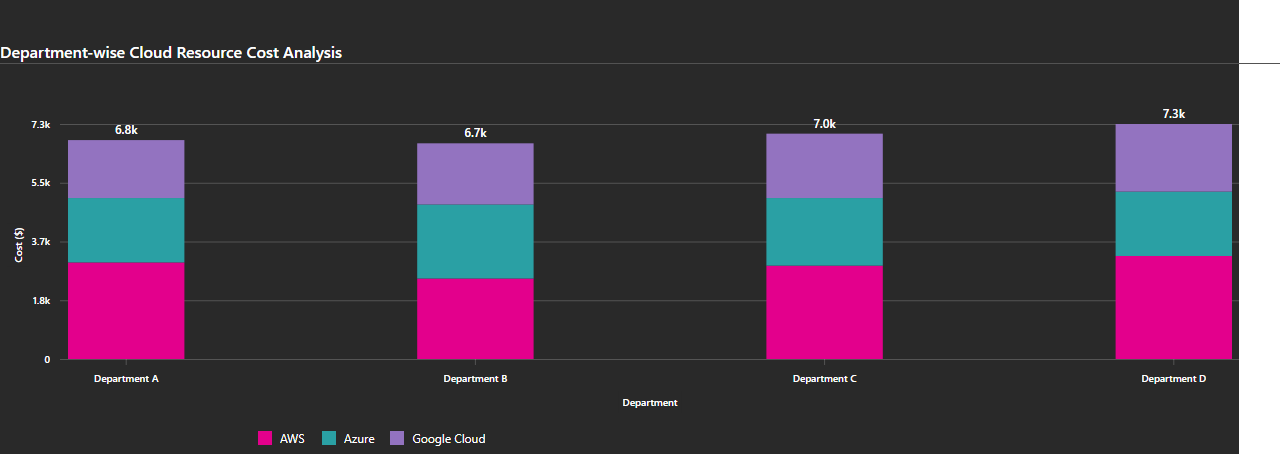 Department-wise Cloud Resource Cost Analysis
7.3k
6.8k
6.7k
7.0k
7.3k
5.5k
3.7k
1.8k
0
Cost ($)
Department A
Department B
Department C
Department D
Department
AWS
Azure
Google Cloud